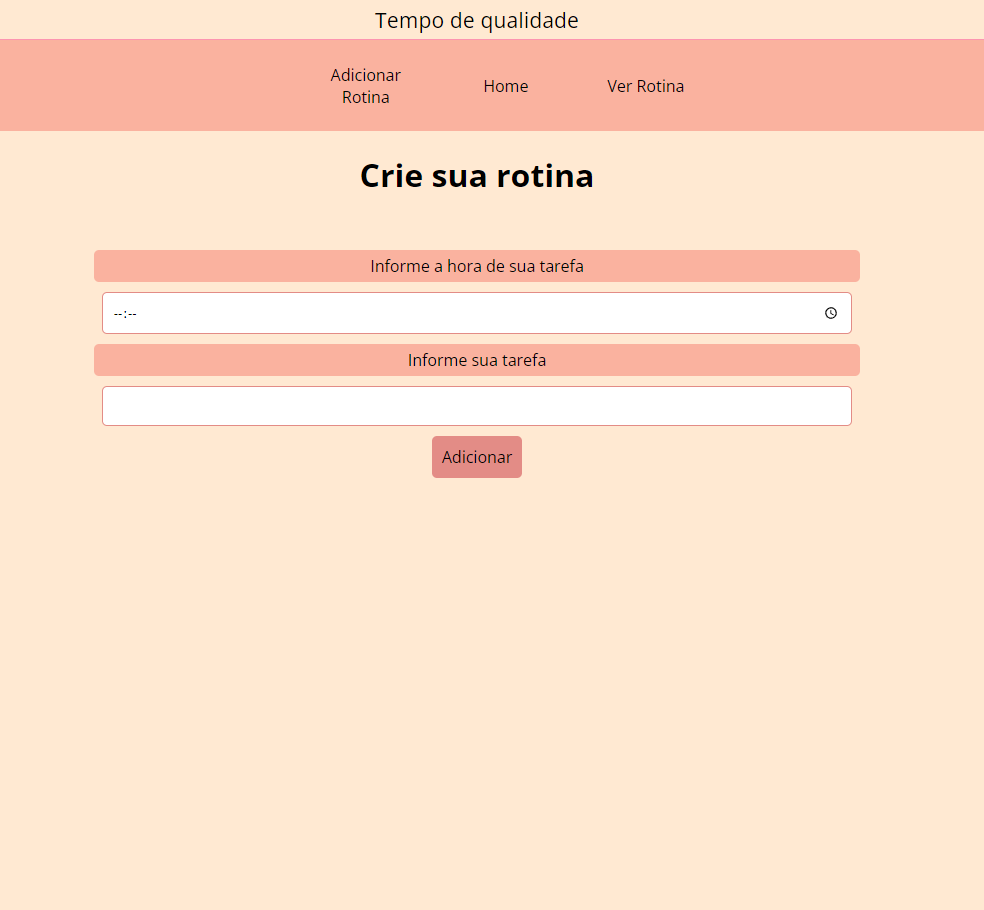 Tempo de qualidade
Adicionar
Rotina
Home
Ver Rotina
Crie sua rotina
Informe a hora de sua tarefa
--:--
Informe sua tarefa
Adicionar